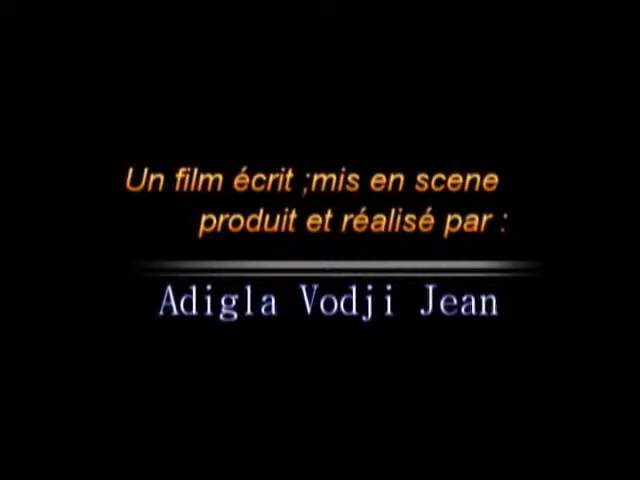 Un film écrit ;mis en scene
produit et réalisé par :
Adigla Vodji Jean